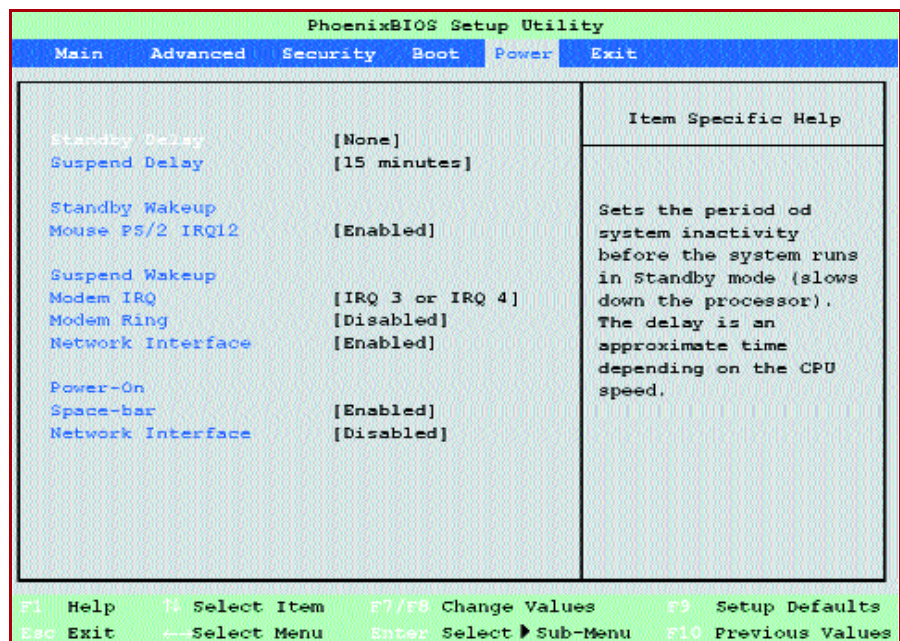 PhoenixBIOS Setup Utility
Main Advanced Security Boot Power Exit
Item Specific Help
Standby Delay [None]
Suspend Delay [15 minutes]
Standby Wakeup
Mouse PS/2 IRQ12 [Enabled]
Suspend Wakeup
Modem IRQ [IRQ 3 or IRQ 4]
Modem Ring [Disabled]
Network Interface [Enabled]
Power-On
Space-bar [Enabled]
Network Interface [Disabled]
Sets the period od
system inactivity
before the system runs
in Standby mode (slows
down the processor).
The delay is an
approximate time
depending on the CPU
speed.
F1 Help ↑↓ Select Item F7/F8 Change Values F9 Setup Defaults
Esc Exit ←→ Select Menu Enter Select ▶ Sub-Menu F10 Previous Values